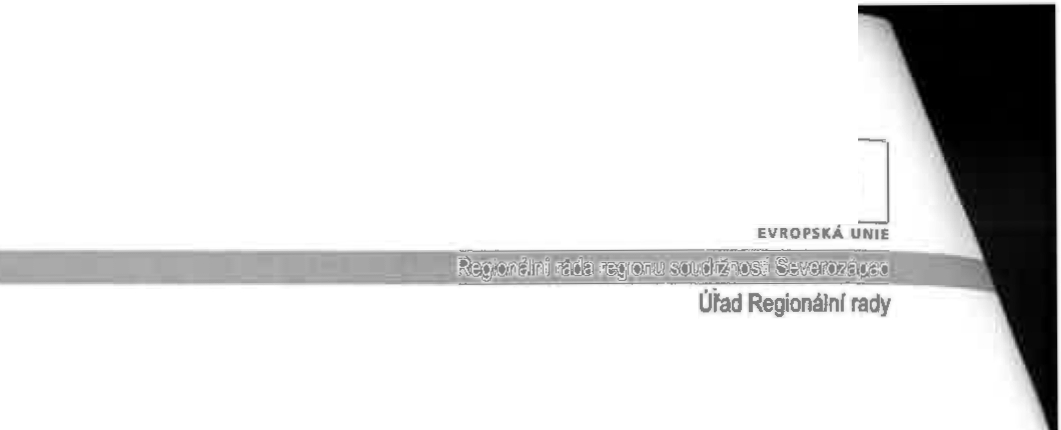 EVROPSKÁ UNIE
Regionální rada regionu soudržnosti Severozápad
Úřad Regionální rady